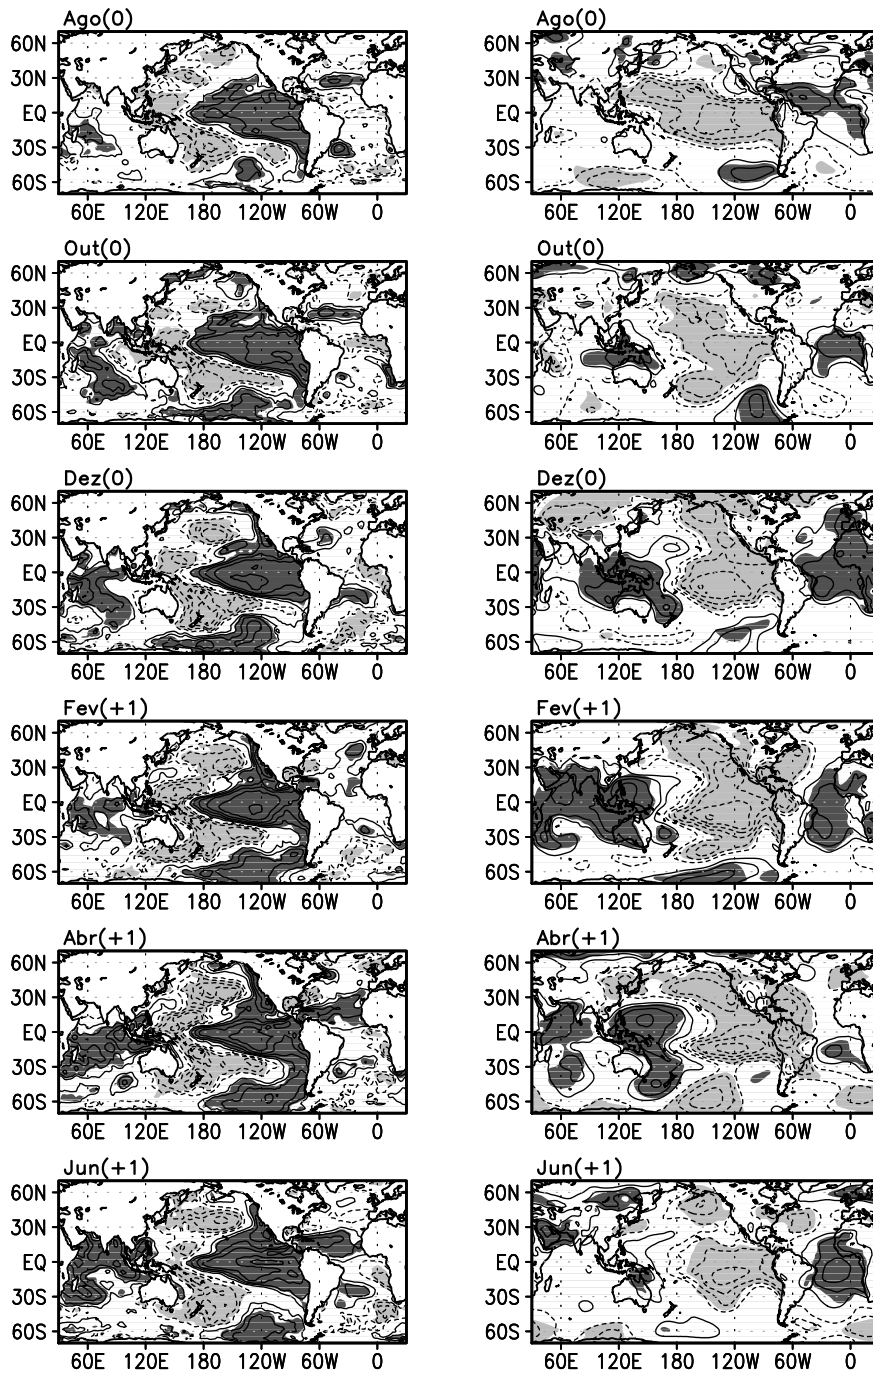 Ago(0) Ago(0)
60N 60N
30N 30N
EQ EQ
30S 30S
60S 60S
60E 120E 180 120W 60W 0 60E 120E 180 120W 60W 0
Out(0) Out(0)
60N 60N
30N 30N
EQ EQ
30S 30S
60S 60S
60E 120E 180 120W 60W 0 60E 120E 180 120W 60W 0
Dez(0) Dez(0)
60N 60N
30N 30N
EQ EQ
30S 30S
60S 60S
60E 120E 180 120W 60W 0 60E 120E 180 120W 60W 0
Fev(+1) Fev(+1)
60N 60N
30N 30N
EQ EQ
30S 30S
60S 60S
60E 120E 180 120W 60W 0 60E 120E 180 120W 60W 0
Abr(+1) Abr(+1)
60N 60N
30N 30N
EQ EQ
30S 30S
60S 60S
60E 120E 180 120W 60W 0 60E 120E 180 120W 60W 0
Jun(+1) Jun(+1)
60N 60N
30N 30N
EQ EQ
30S 30S
60S 60S
60E 120E 180 120W 60W 0 60E 120E 180 120W 60W 0